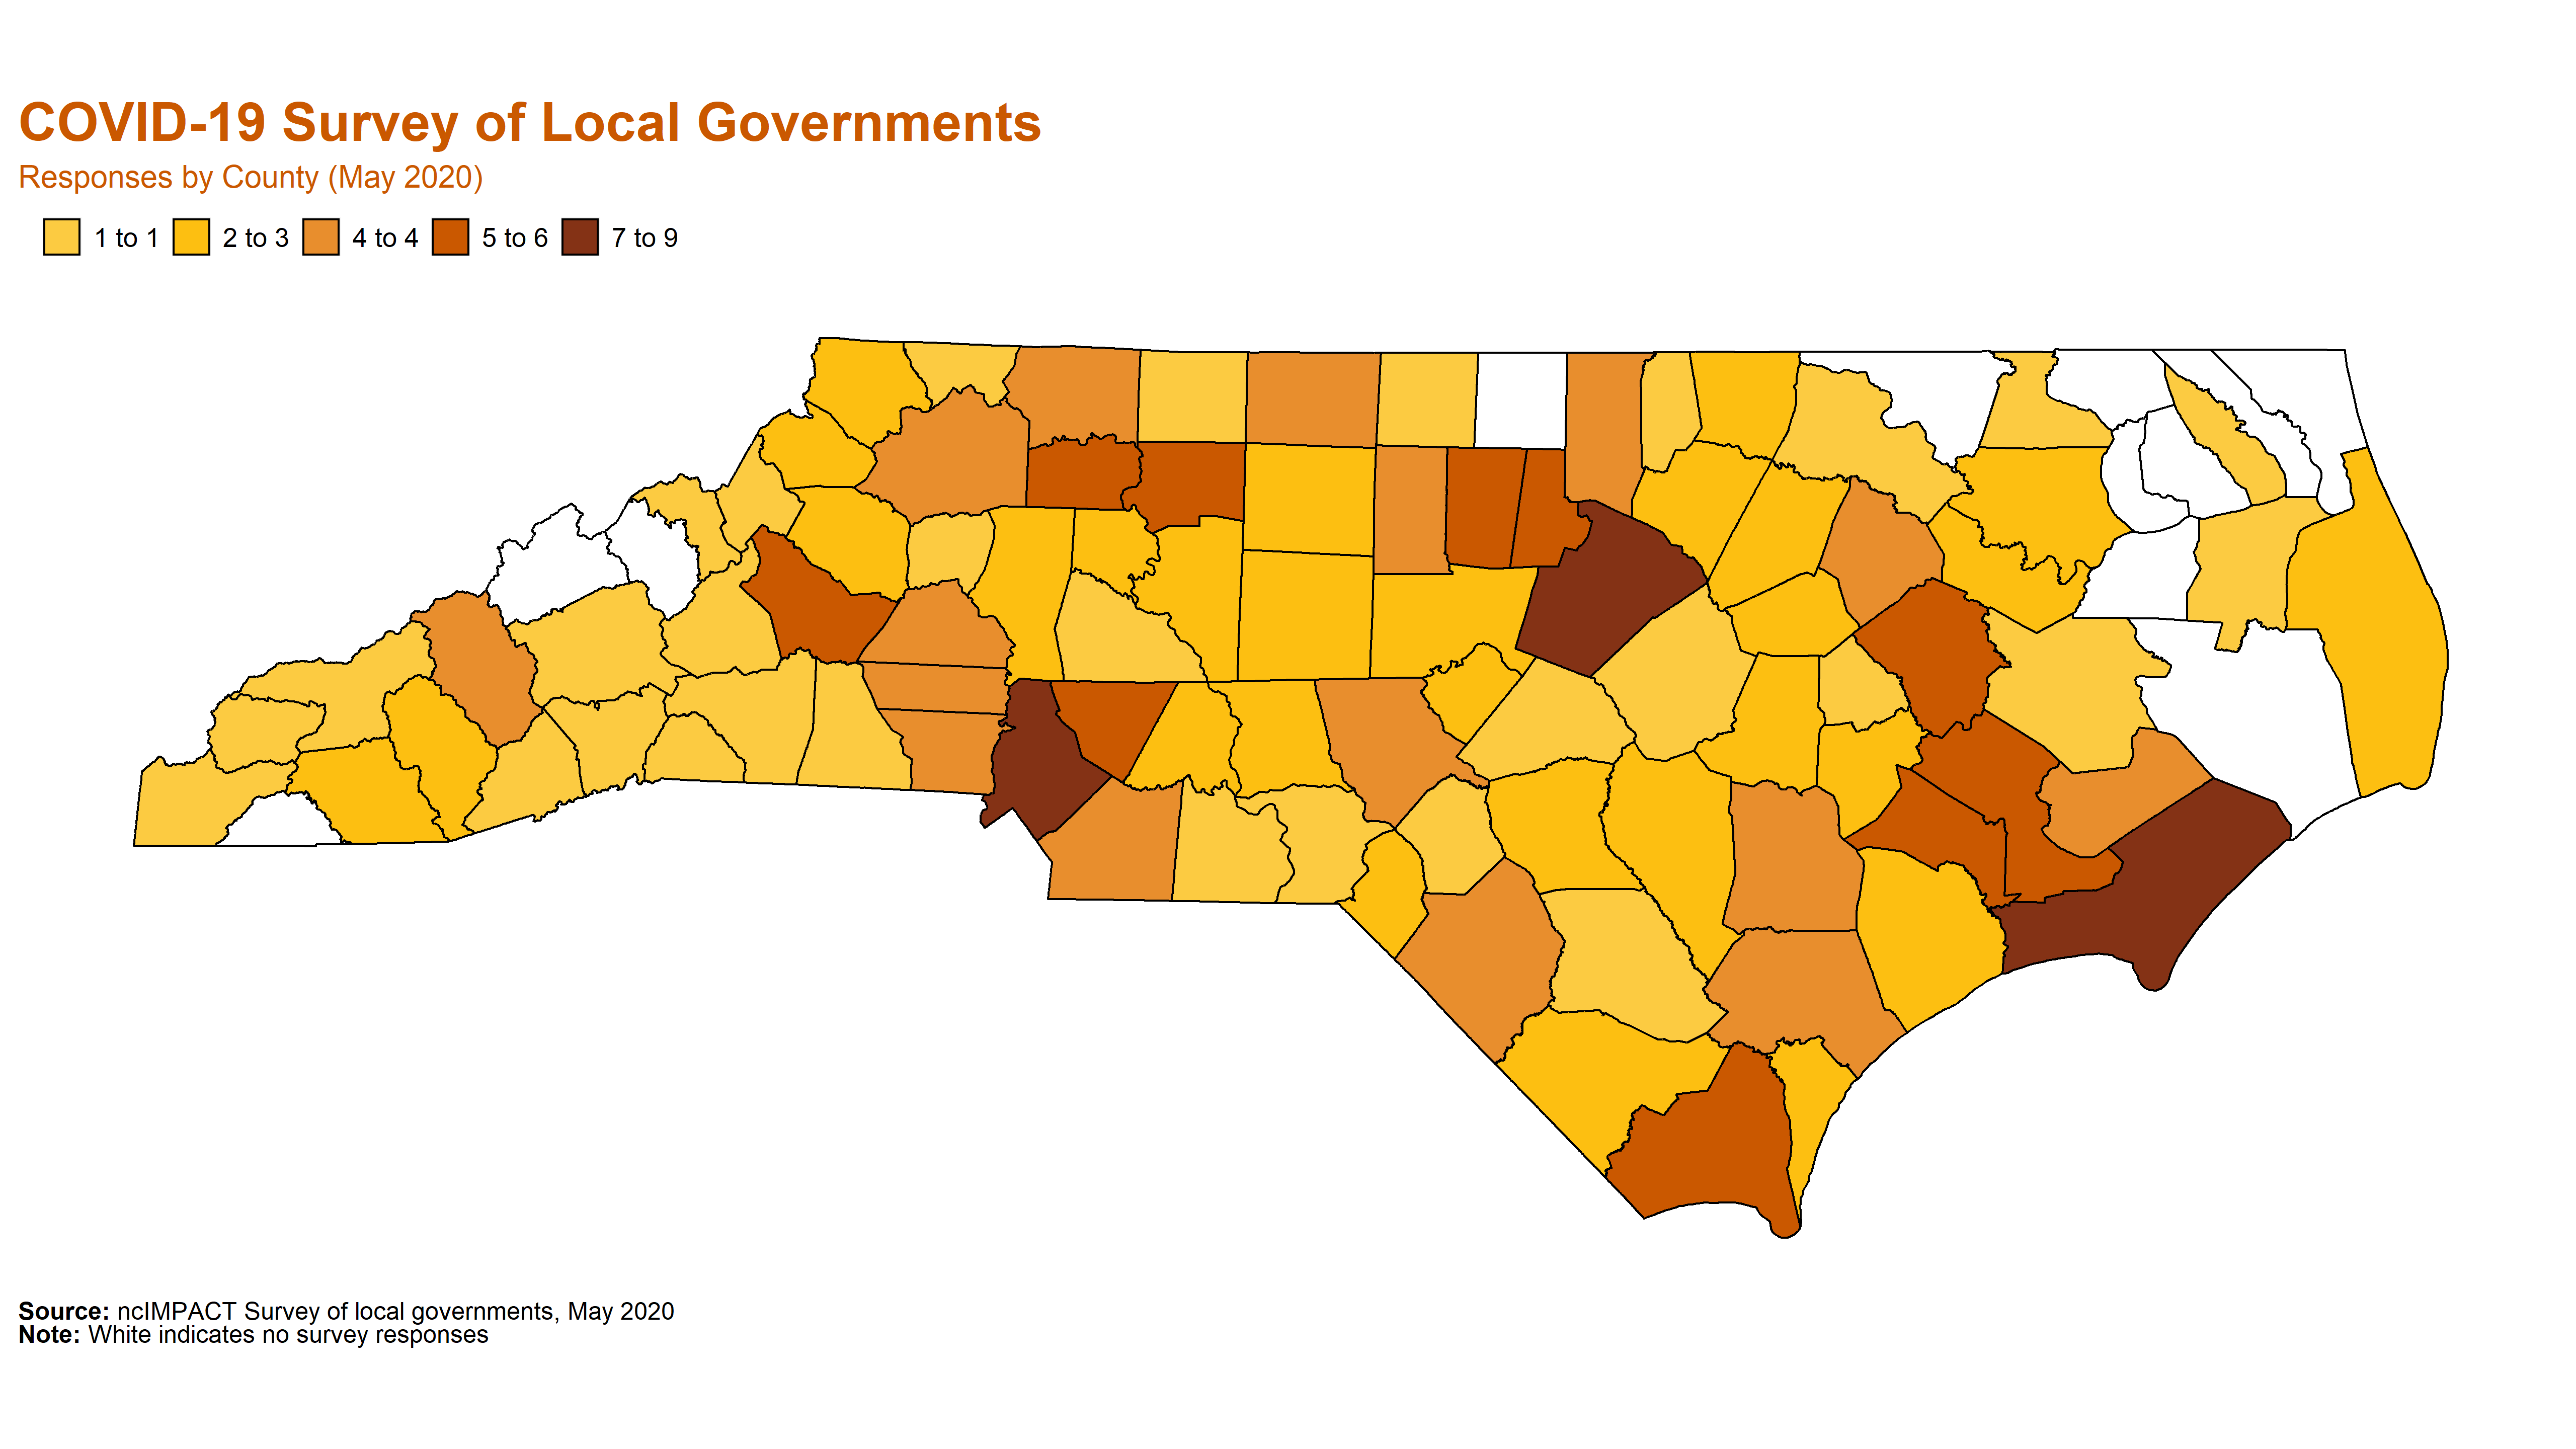 COVID-19 Survey of Local Governments
Responses by County (May 2020)
1 to 1 2 to 3 4 to 4 5 to 6 7 to 9
Source: ncIMPACT Survey of local governments, May 2020
Note: White indicates no survey responses